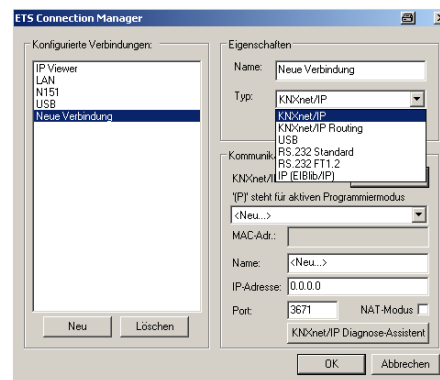 ETS Connection Manager
Konfigurierte Verbindungen:
IP Viewer
LAN
N151
USB
Neue Verbindung
Neu
Löschen
Eigenschaften
Name:
Neue Verbindung
Typ:
KNXnet/IP
KNXnet/IP
KNXnet/IP Routing
USB
RS.232 Standard
RS.232 FT1.2
IP (EIBlib/IP)
'(P)' steht für aktiven Programmiermodus
<Neu...>
MAC-Adr.:
Name:
<Neu...>
IP-Adresse:
0.0.0.0
Port:
3671
NAT-Modus
KNXnet/IP Diagnose-Assistent
OK
Abbrechen